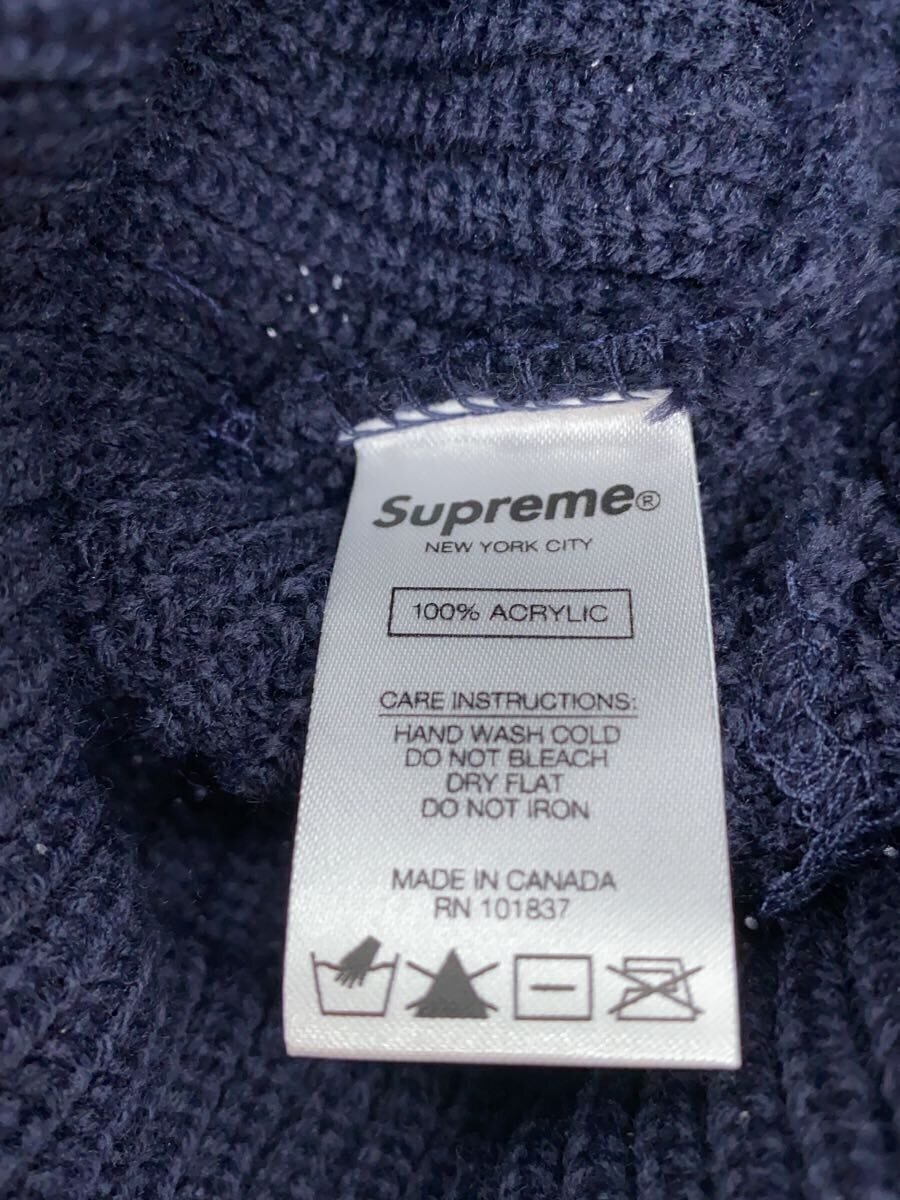 Supreme®
NEW YORK CITY
100% ACRYLIC
CARE INSTRUCTIONS:
HAND WASH COLD
DO NOT BLEACH
DRY FLAT
DO NOT IRON
MADE IN CANADA
RN 101837